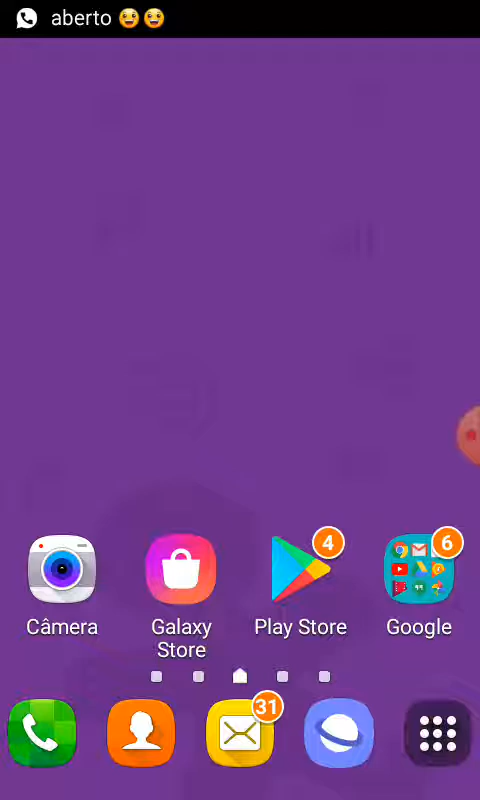 aberto 😀😀
4
6
Câmera
Galaxy
Store
Play Store
Google
31